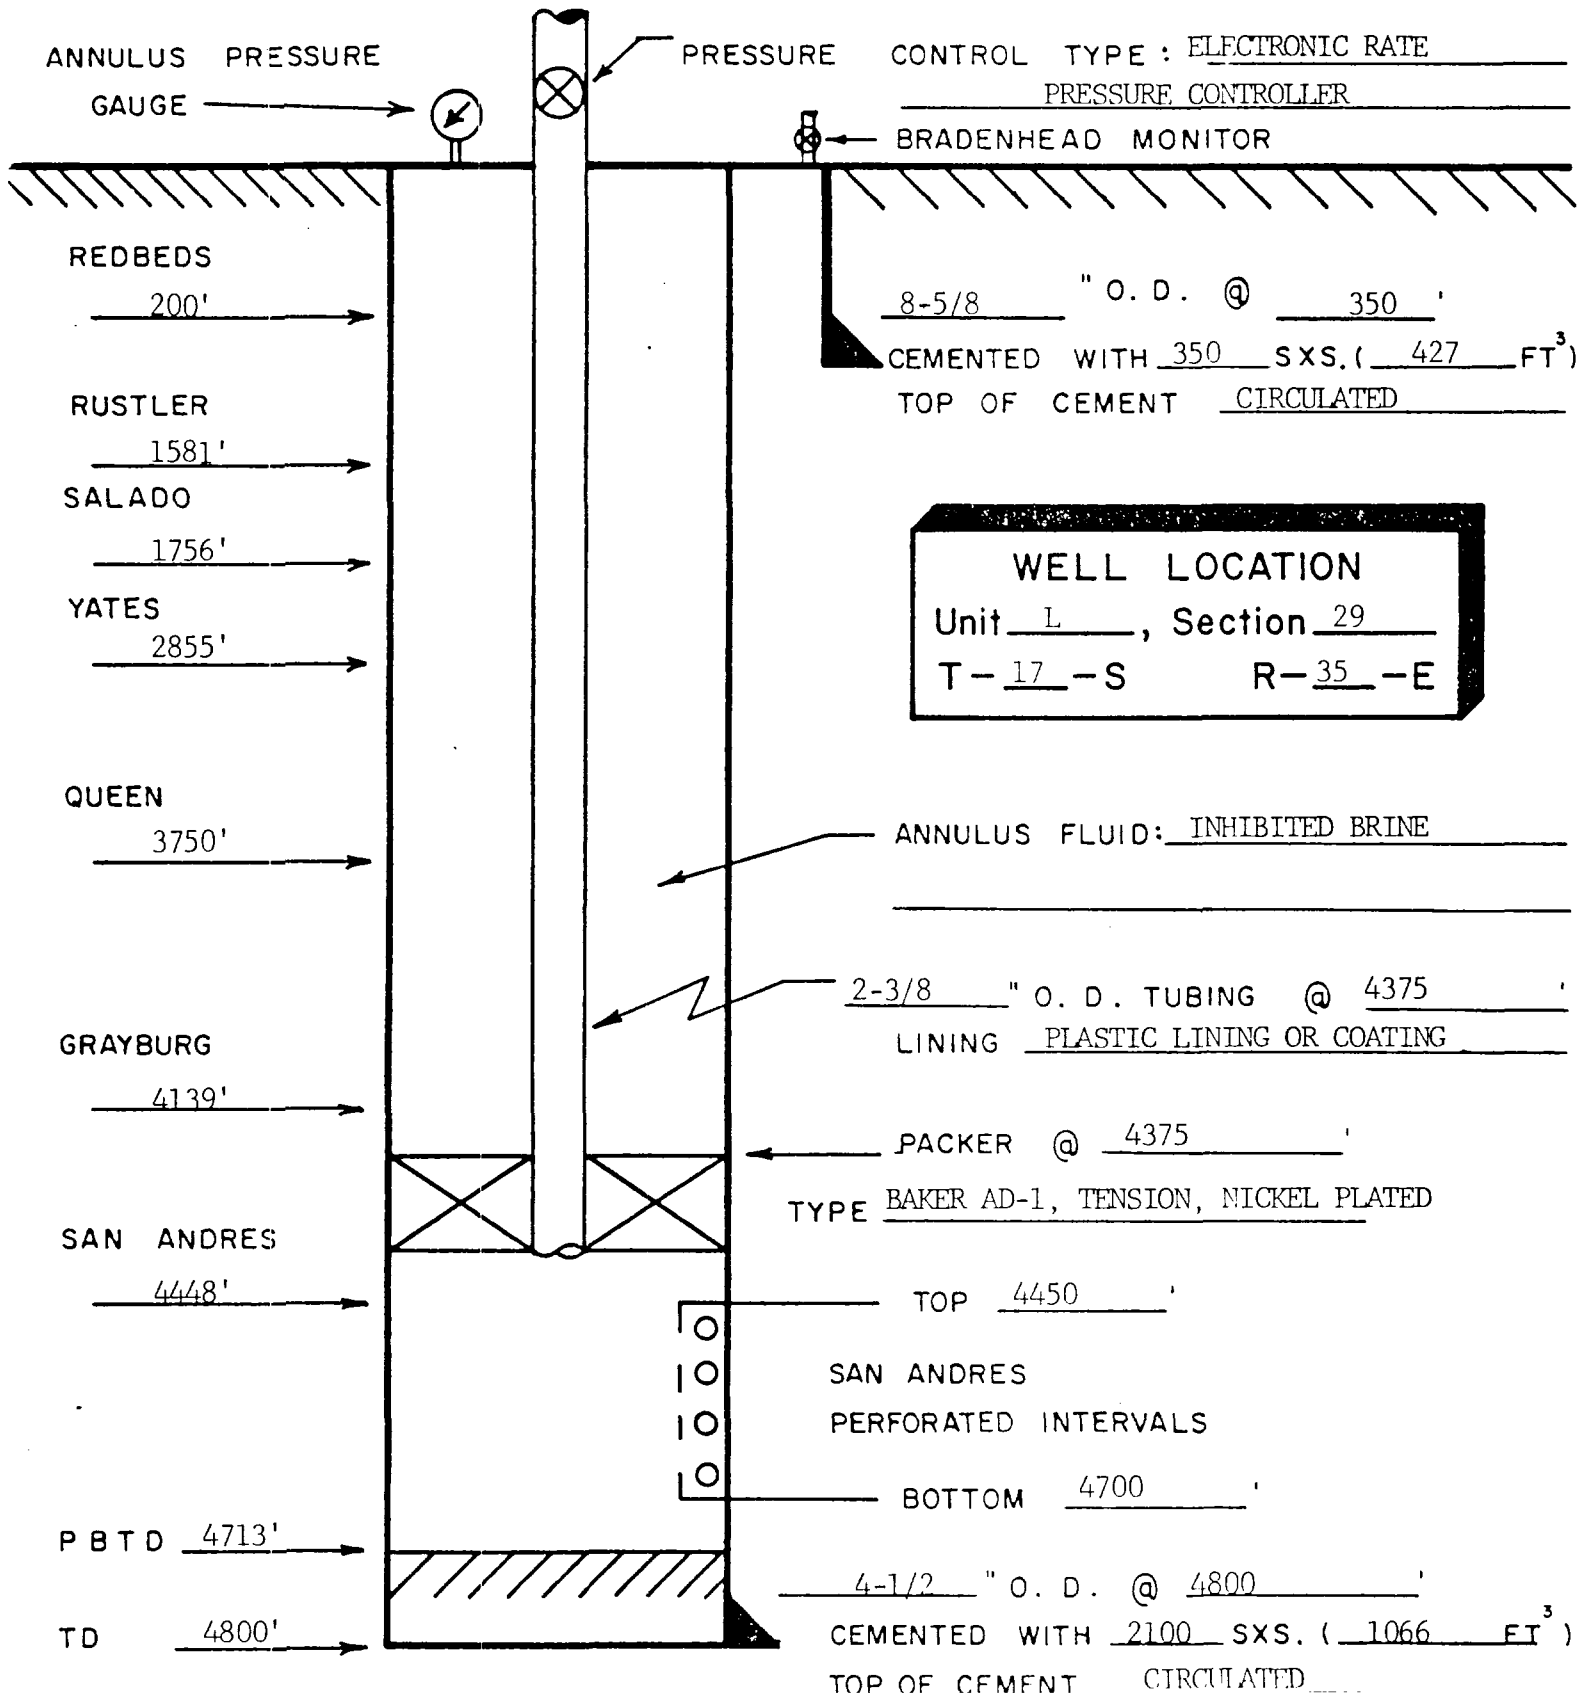 ANNULUS PRESSURE
GAUGE
PRESSURE CONTROL TYPE: ELECTRONIC RATE
PRESSURE CONTROLLER
BRADENHEAD MONITOR
REDBEDS
200'
8-5/8 " O. D. @ 350 '
CEMENTED WITH 350 SXS. ( 427 FT³)
TOP OF CEMENT CIRCULATED
RUSTLER
1581'
SALADO
1756'
YATES
2855'
WELL LOCATION
Unit L , Section 29
T-17-S R-35-E
QUEEN
3750'
ANNULUS FLUID: INHIBITED BRINE
2-3/8 " O. D. TUBING @ 4375 '
LINING PLASTIC LINING OR COATING
GRAYBURG
4139'
PACKER @ 4375 '
TYPE BAKER AD-1, TENSION, NICKEL PLATED
SAN ANDRES
4448'
TOP 4450 '
SAN ANDRES
PERFORATED INTERVALS
BOTTOM 4700 '
PBTD 4713'
4-1/2 " O. D. @ 4800 '
TD 4800'
CEMENTED WITH 2100 SXS. ( 1066 FT³)
TOP OF CEMENT CIRCULATED